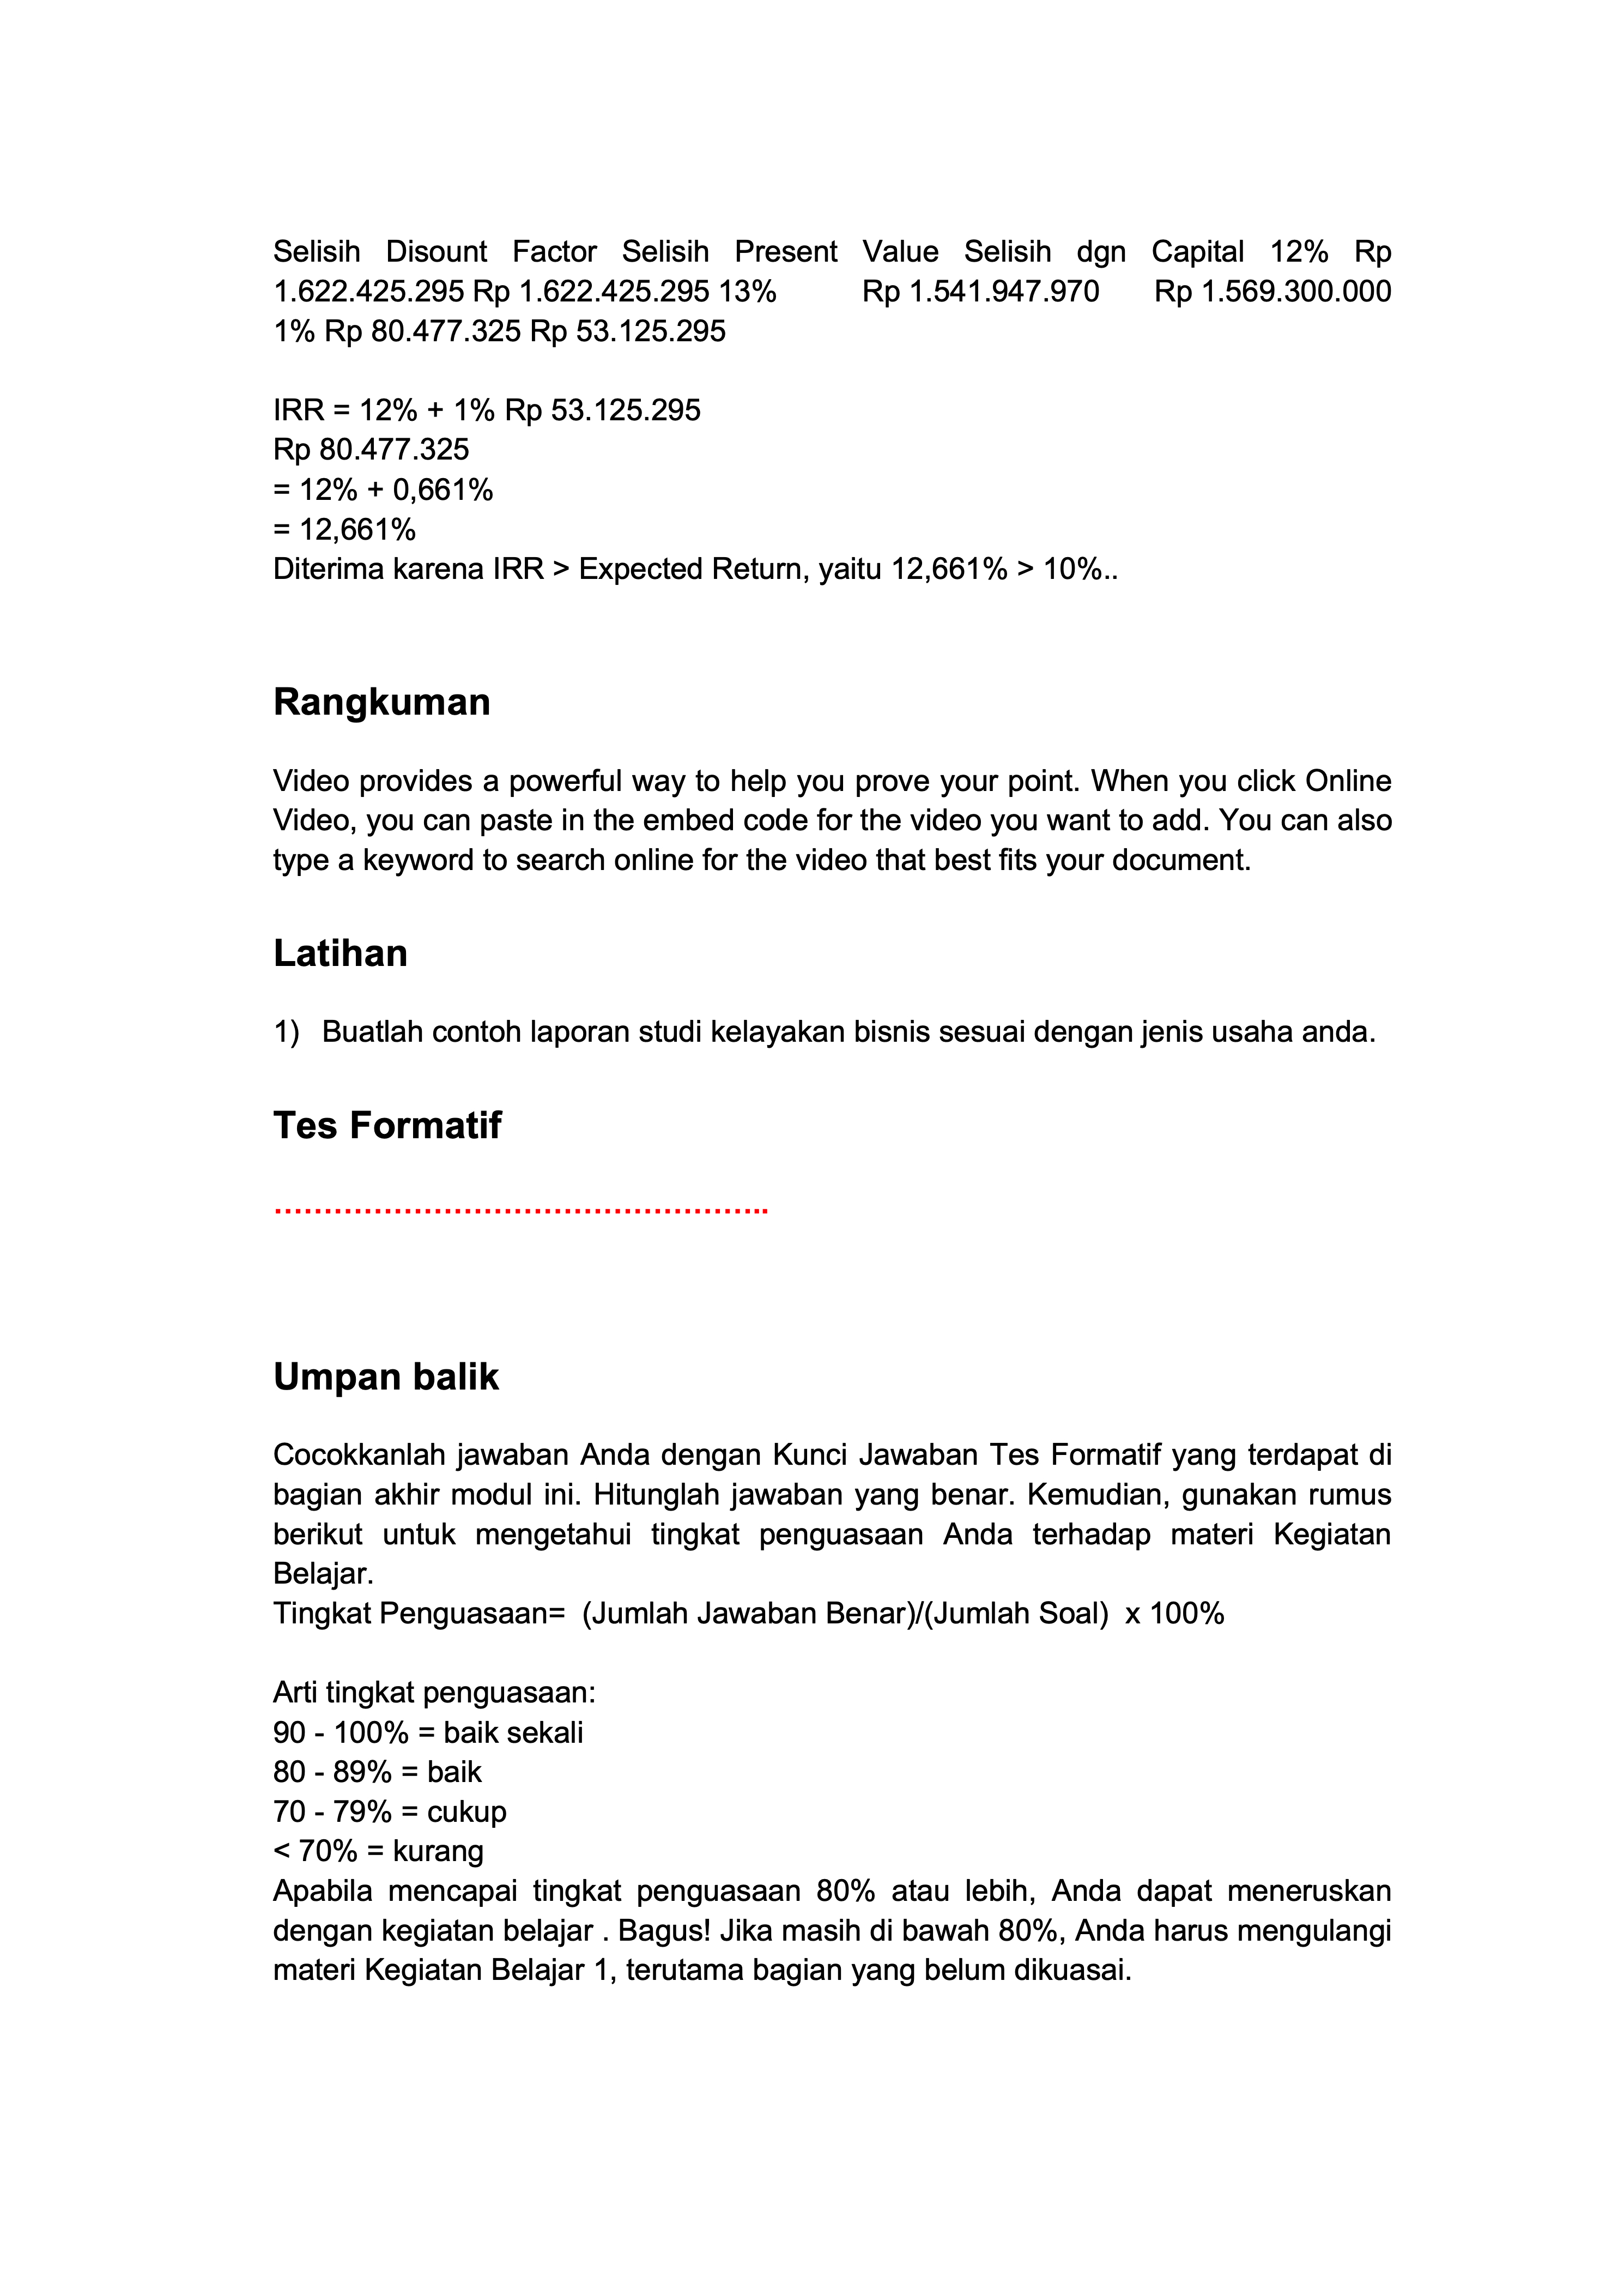 Selisih Disount Factor Selisih Present Value Selisih dgn Capital 12% Rp
1.622.425.295 Rp 1.622.425.295 13% Rp 1.541.947.970 Rp 1.569.300.000
1% Rp 80.477.325 Rp 53.125.295
IRR = 12% + 1% Rp 53.125.295
Rp 80.477.325
= 12% + 0,661%
= 12,661%
Diterima karena IRR > Expected Return, yaitu 12,661% > 10%..
Rangkuman
Video provides a powerful way to help you prove your point. When you click Online
Video, you can paste in the embed code for the video you want to add. You can also
type a keyword to search online for the video that best fits your document.
Latihan
1) Buatlah contoh laporan studi kelayakan bisnis sesuai dengan jenis usaha anda.
Tes Formatif
…………………………………………..
Umpan balik
Cocokkanlah jawaban Anda dengan Kunci Jawaban Tes Formatif yang terdapat di
bagian akhir modul ini. Hitunglah jawaban yang benar. Kemudian, gunakan rumus
berikut untuk mengetahui tingkat penguasaan Anda terhadap materi Kegiatan
Belajar.
Tingkat Penguasaan= (Jumlah Jawaban Benar)/(Jumlah Soal) x 100%
Arti tingkat penguasaan:
90 - 100% = baik sekali
80 - 89% = baik
70 - 79% = cukup
< 70% = kurang
Apabila mencapai tingkat penguasaan 80% atau lebih, Anda dapat meneruskan
dengan kegiatan belajar . Bagus! Jika masih di bawah 80%, Anda harus mengulangi
materi Kegiatan Belajar 1, terutama bagian yang belum dikuasai.